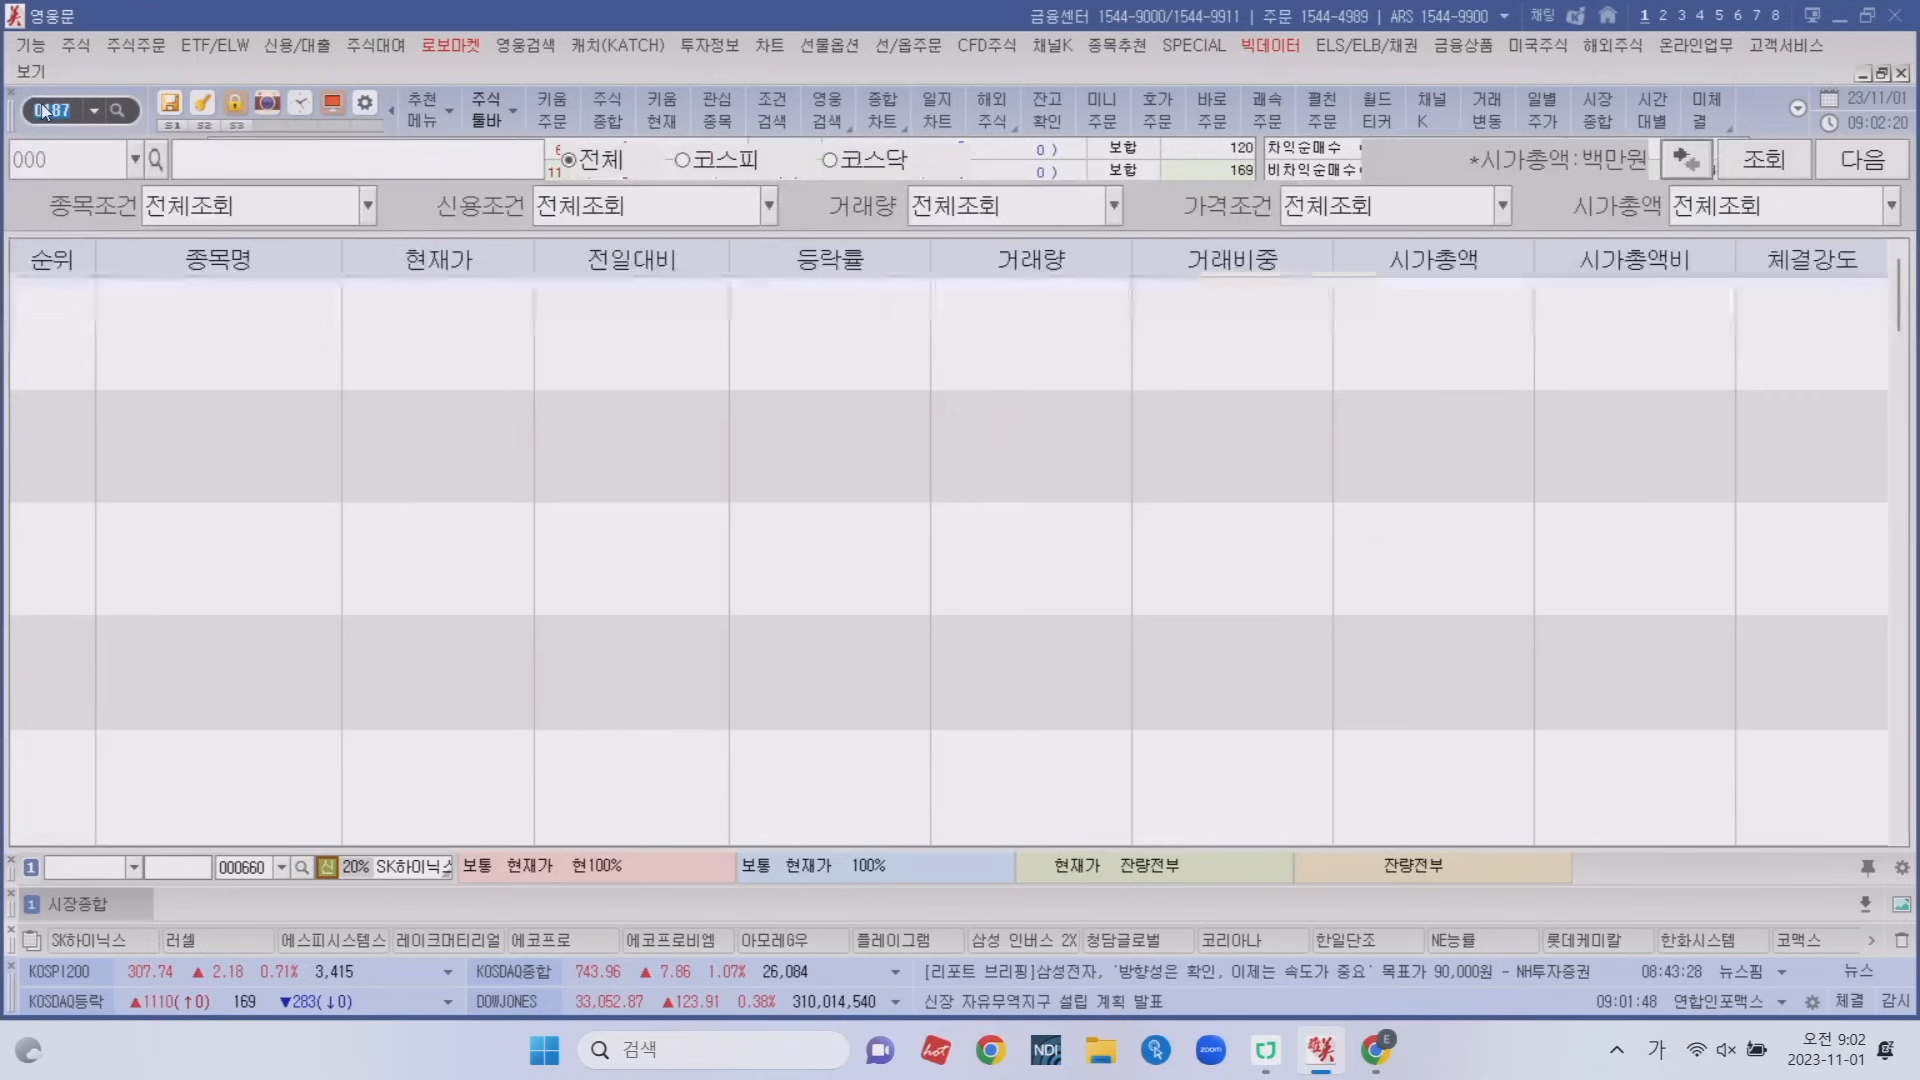 영웅문 금융센터 1544-9000/1544-9911 | 주문 1544-4989 | ARS 1544-9900 채팅 1 2 3 4 5 6 7 8
기능 주식 주식주문 ETF/ELW 신용/대출 주식대여 로보마켓 영웅검색 캐치(KATCH) 투자정보 차트 선물옵션 선/옵주문 CFD주식 채널K 종목추천 SPECIAL 빅데이터 ELS/ELB/채권 금융상품 미국주식 해외주식 온라인업무 고객서비스
보기
추천 주식 키움 주식 키움 관심 조건 영웅 종합 일지 해외 잔고 미니 호가 바로 쾌속 펼친 월드 채널 거래 일별 시장 시간 미체 23/11/01
메뉴 툴바 주문 종합 현재 종목 검색 검색 차트 차트 주식 확인 주문 주문 주문 주문 주문 티커 K 변동 주가 종합 대별 결 09:02:20
S1 S2 S3
000 전체 코스피 코스닥 *시가총액:백만원 조회 다음
0 ) 보합 120 차익순매수
0 ) 보합 169 비차익순매수
종목조건 전체조회 신용조건 전체조회 거래량 전체조회 가격조건 전체조회 시가총액 전체조회
순위 종목명 현재가 전일대비 등락률 거래량 거래비중 시가총액 시가총액비 체결강도
1 000660 신 20% SK하이닉스 보통 현재가 현100% 보통 현재가 100% 현재가 잔량전부 잔량전부
1 시장종합
SK하이닉스 러셀 에스피시스템스 레이크머티리얼 에코프로 에코프로비엠 아모레G우 플레이그램 삼성 인버스 2X 청담글로벌 코리아나 한일단조 NE능률 롯데케미칼 한화시스템 코맥스
KOSPI200 307.74 ▲ 2.18 0.71% 3,415 KOSDAQ종합 743.96 ▲ 7.86 1.07% 26,084 [리포트 브리핑]삼성전자, '방향성은 확인, 이제는 속도가 중요' 목표가 90,000원 - NH투자증권 08:43:28 뉴스핌 뉴스
KOSDAQ등락 ▲1110(↑0) 169 ▼283(↓0) DOWJONES 33,052.87 ▲123.91 0.38% 310,014,540 신장 자유무역지구 설립 계획 발표 09:01:48 연합인포맥스 체결 감시
검색 hot NDI zoom E 가 오전 9:02
2023-11-01